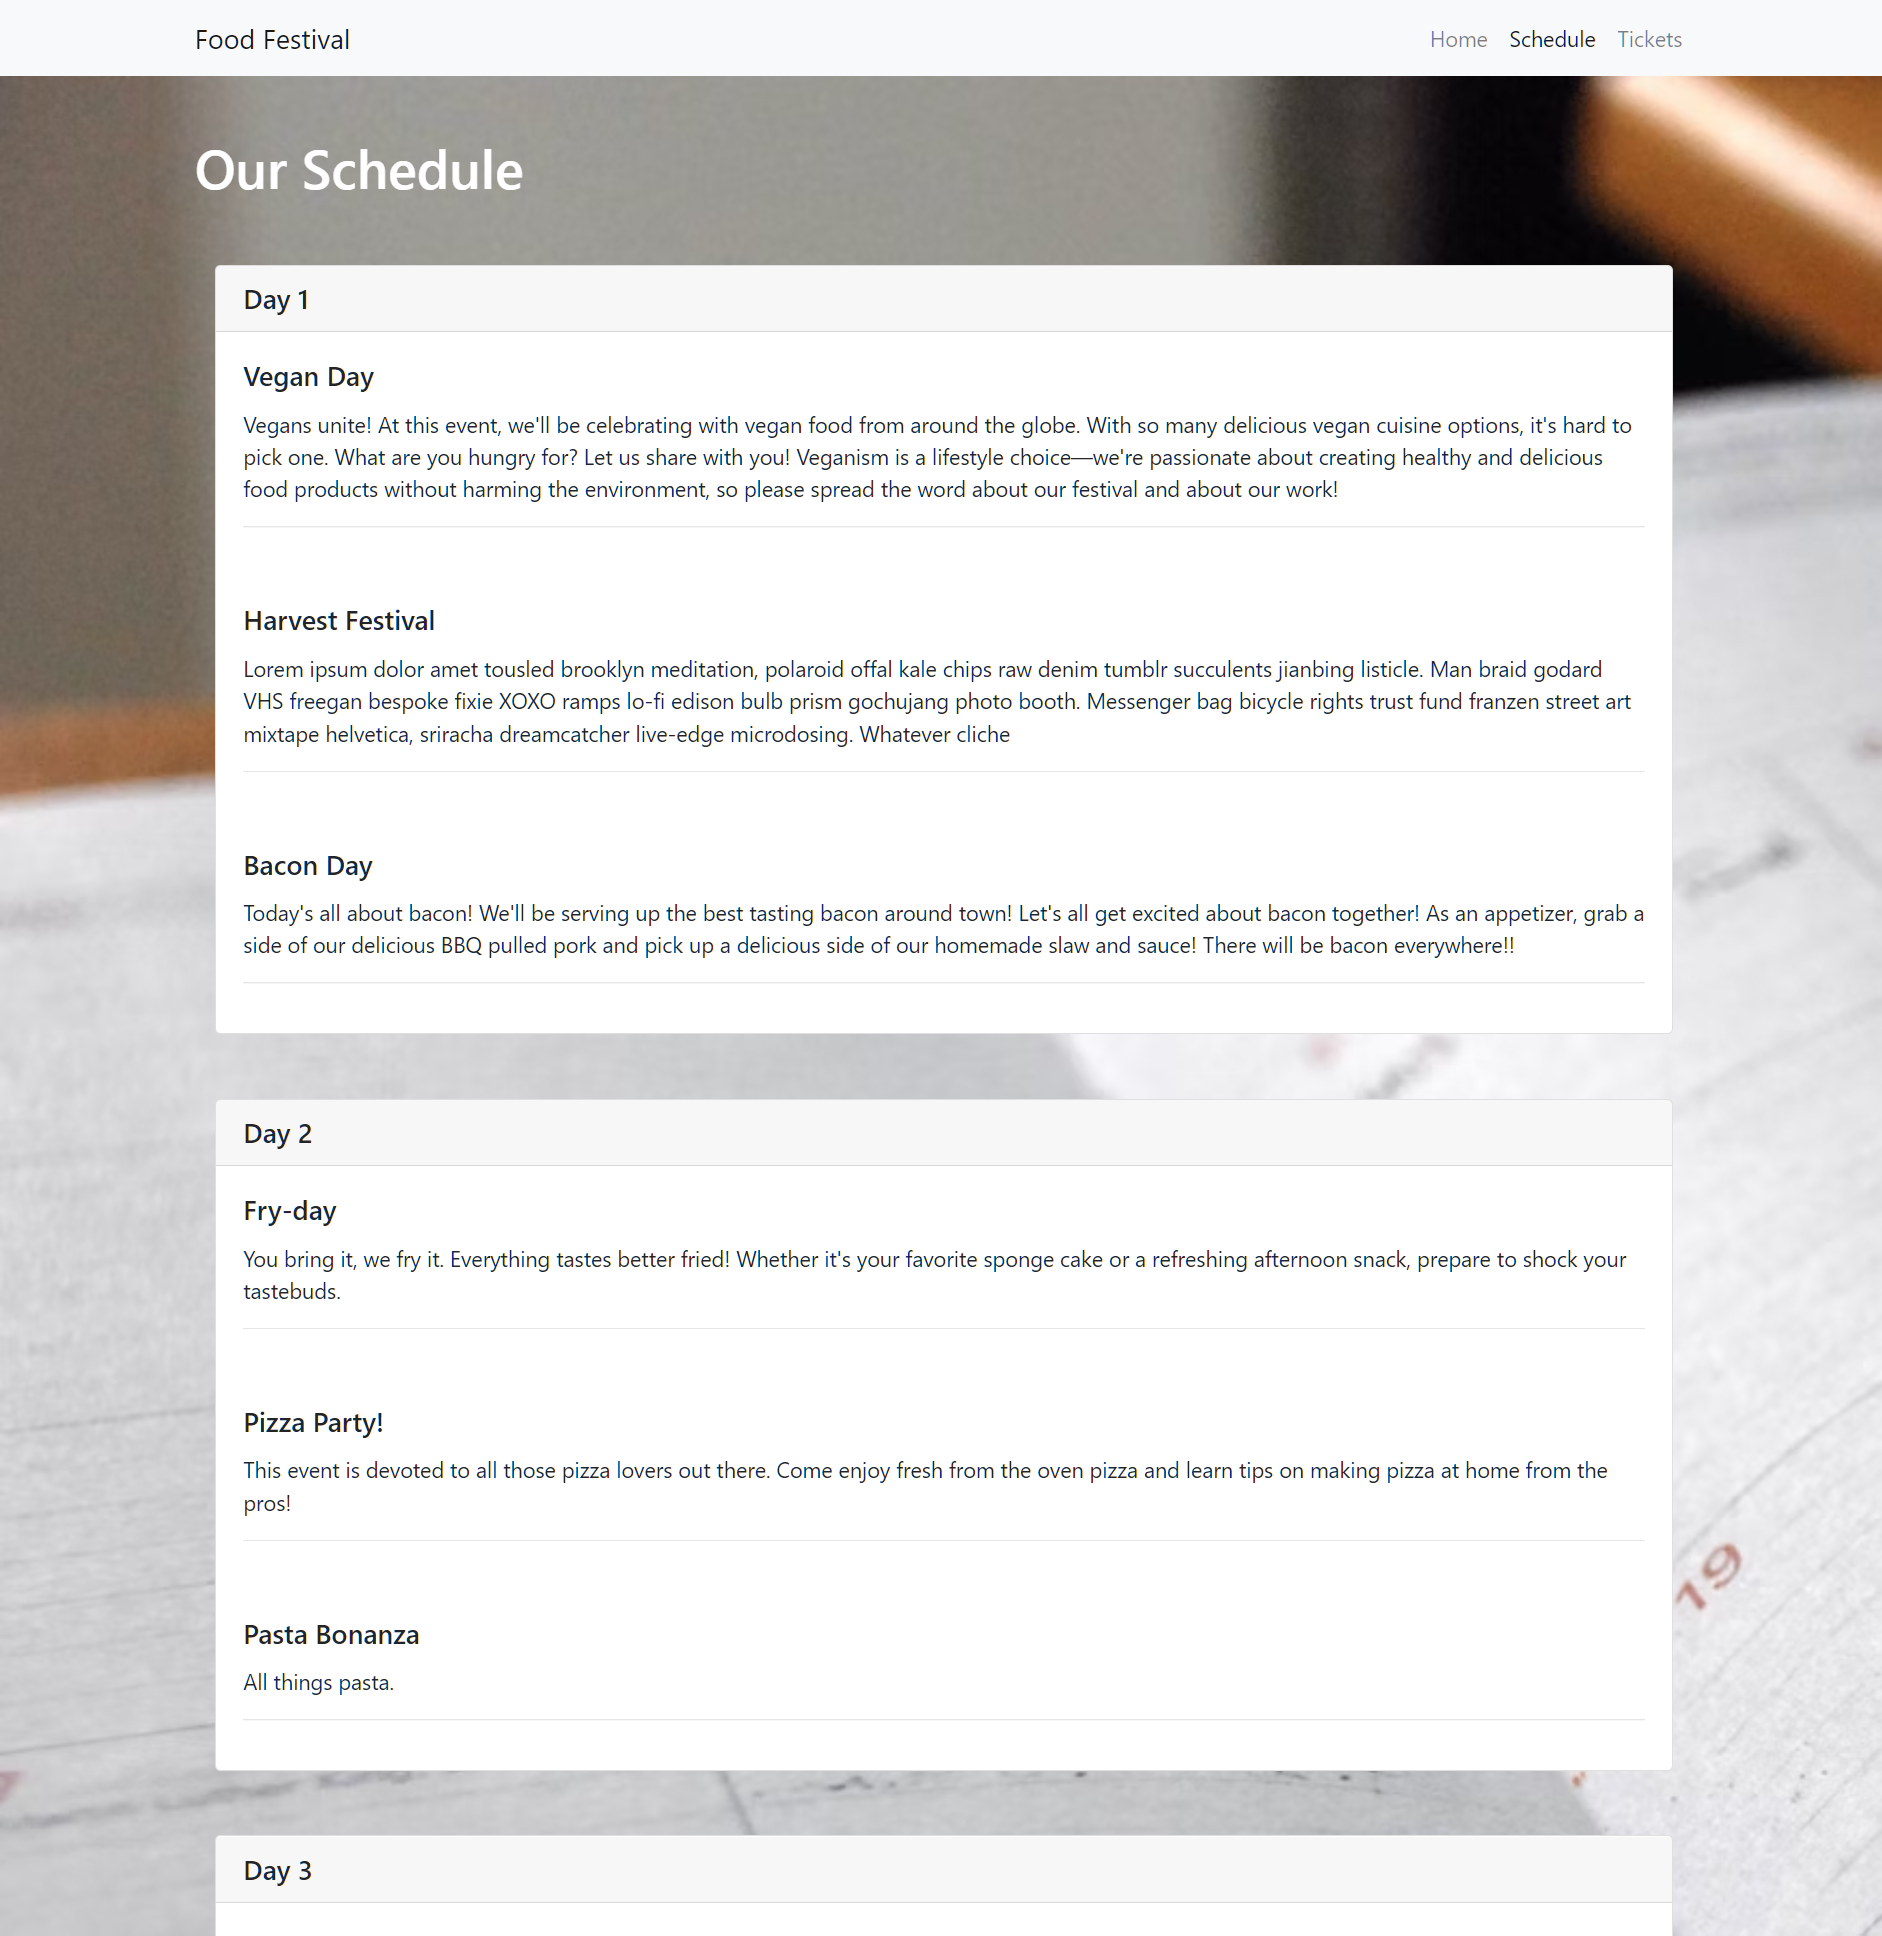 Food Festival
Home Schedule Tickets
Our Schedule
Day 1
Vegan Day
Vegans unite! At this event, we'll be celebrating with vegan food from around the globe. With so many delicious vegan cuisine options, it's hard to
pick one. What are you hungry for? Let us share with you! Veganism is a lifestyle choice—we're passionate about creating healthy and delicious
food products without harming the environment, so please spread the word about our festival and about our work!
Harvest Festival
Lorem ipsum dolor amet tousled brooklyn meditation, polaroid offal kale chips raw denim tumblr succulents jianbing listicle. Man braid godard
VHS freegan bespoke fixie XOXO ramps lo-fi edison bulb prism gochujang photo booth. Messenger bag bicycle rights trust fund franzen street art
mixtape helvetica, sriracha dreamcatcher live-edge microdosing. Whatever cliche
Bacon Day
Today's all about bacon! We'll be serving up the best tasting bacon around town! Let's all get excited about bacon together! As an appetizer, grab a
side of our delicious BBQ pulled pork and pick up a delicious side of our homemade slaw and sauce! There will be bacon everywhere!!
Day 2
Fry-day
You bring it, we fry it. Everything tastes better fried! Whether it's your favorite sponge cake or a refreshing afternoon snack, prepare to shock your
tastebuds.
Pizza Party!
This event is devoted to all those pizza lovers out there. Come enjoy fresh from the oven pizza and learn tips on making pizza at home from the
pros!
19
Pasta Bonanza
All things pasta.
Day 3